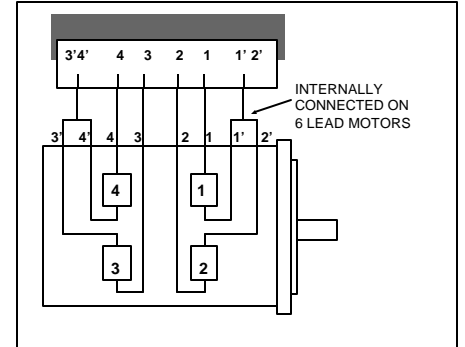 3'4' 4 3 2 1 1' 2'
INTERNALLY
CONNECTED ON
6 LEAD MOTORS
3' 4' 4 3 2 1 1' 2'
4 1
3 2